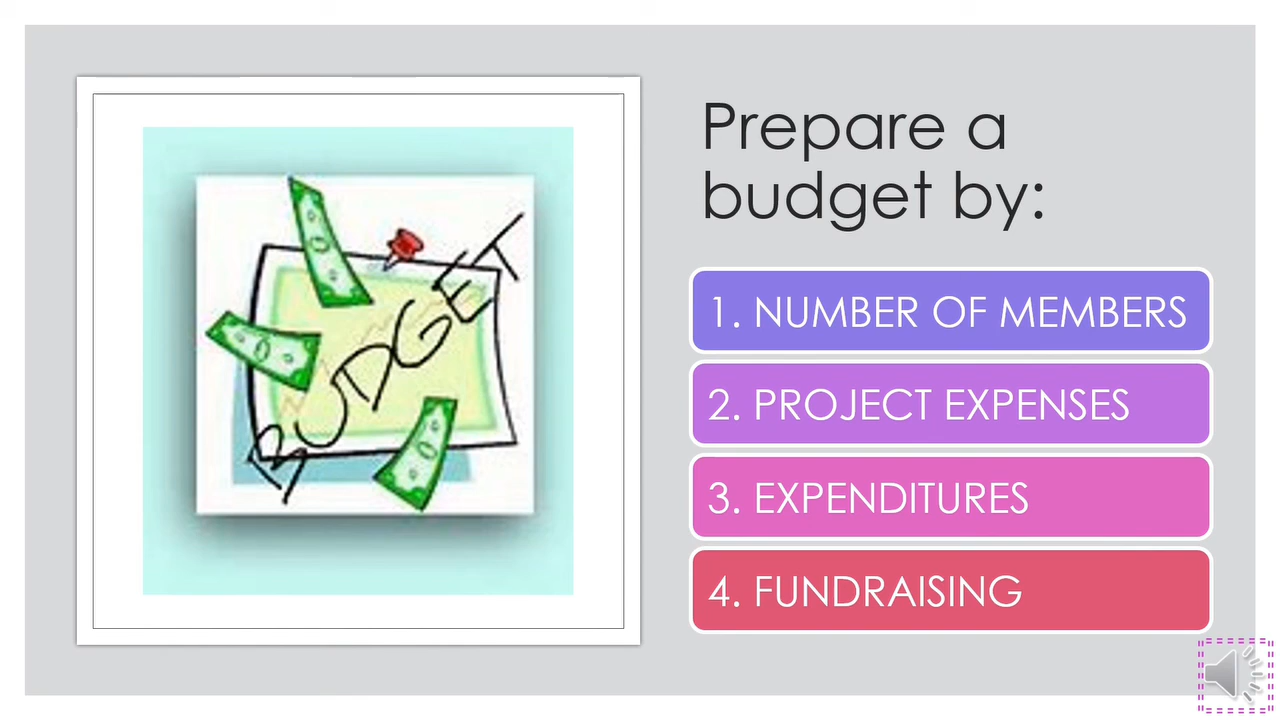 BUDGET
Prepare a
budget by:
1. NUMBER OF MEMBERS
2. PROJECT EXPENSES
3. EXPENDITURES
4. FUNDRAISING